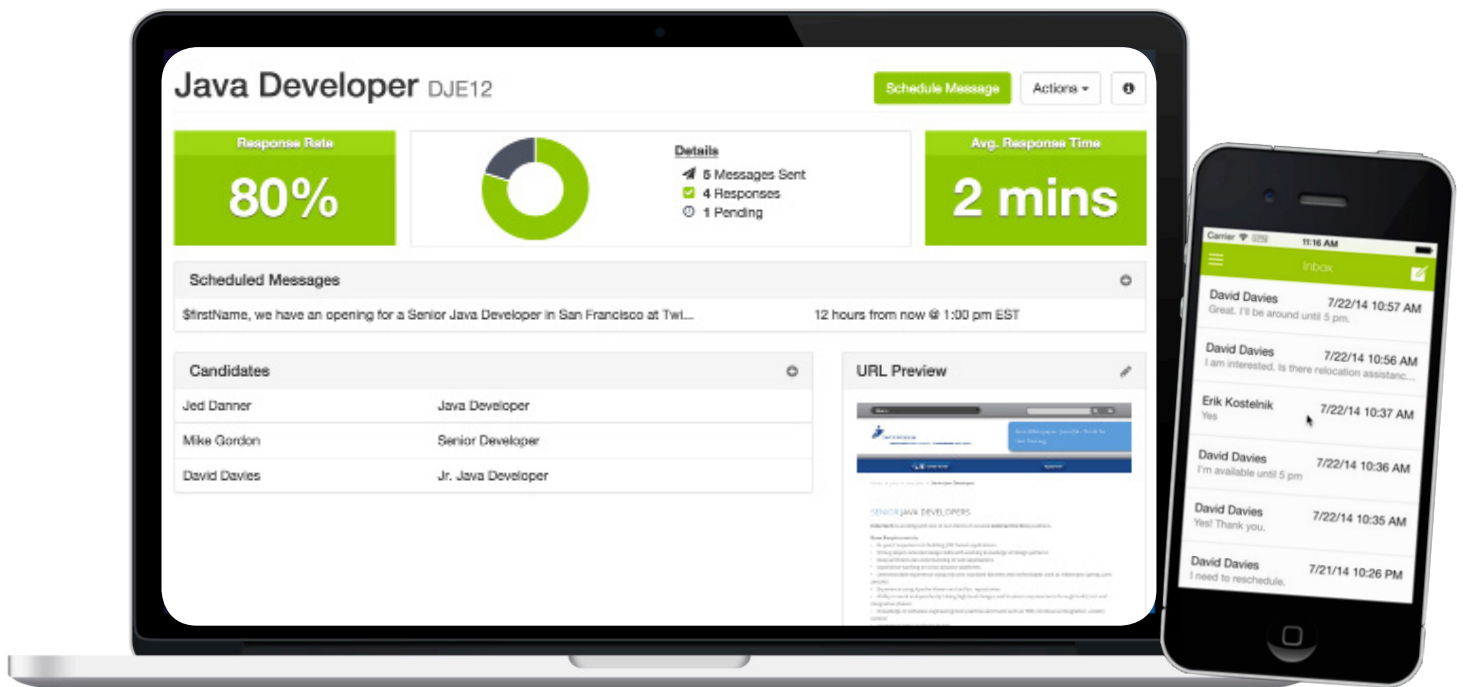 Java Developer DJE12
Schedule Message
Actions
Response Rate
80%
Details
5 Messages Sent
4 Responses
1 Pending
Avg. Response Time
2 mins
Scheduled Messages
$firstName, we have an opening for a Senior Java Developer in San Francisco at Twi...
12 hours from now @ 1:00 pm EST
Candidates
Jed Danner Java Developer
Mike Gordon Senior Developer
David Davies Jr. Java Developer
URL Preview
SENIOR JAVA DEVELOPERS
Carrier 11:16 AM
Inbox
David Davies 7/22/14 10:57 AM
Great. I'll be around until 5 pm.
David Davies 7/22/14 10:56 AM
I am interested. Is there relocation assistanc...
Erik Kostelnik 7/22/14 10:37 AM
Yes
David Davies 7/22/14 10:36 AM
I'm available until 5 pm
David Davies 7/22/14 10:35 AM
Yes! Thank you.
David Davies 7/21/14 10:26 PM
I need to reschedule.